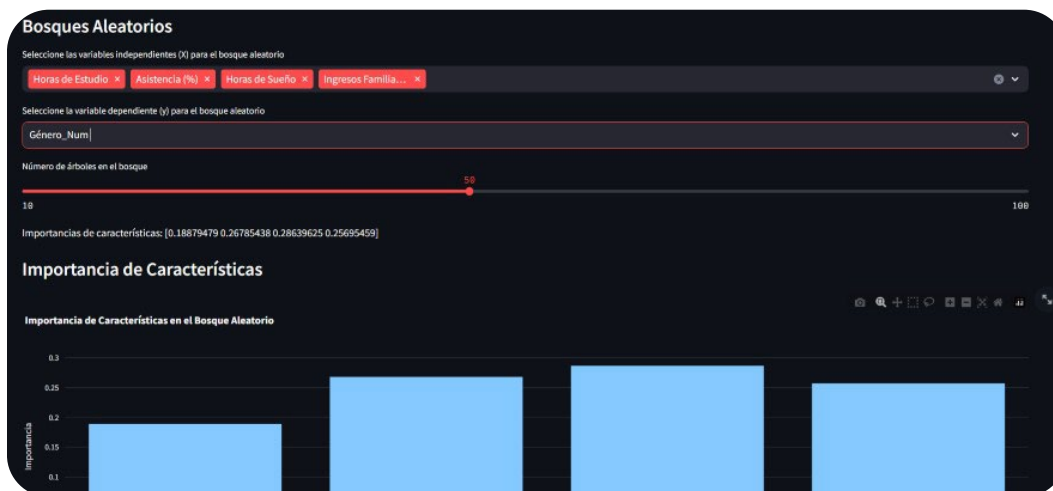 Bosques Aleatorios
Seleccione las variables independientes (X) para el bosque aleatorio
Horas de Estudio × Asistencia (%) × Horas de Sueño × Ingresos Familia... ×
Seleccione la variable dependiente (y) para el bosque aleatorio
Género_Num
Número de árboles en el bosque
50
10 100
Importancias de características: [0.18879479 0.26785438 0.28639625 0.25695459]
Importancia de Características
Importancia de Características en el Bosque Aleatorio
0.3
0.25
0.2
0.15
0.1
Importancia